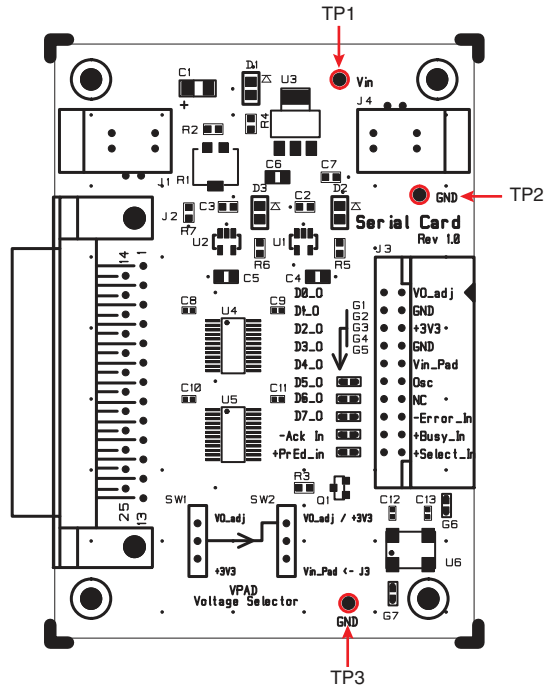 TP1
D1
C1
U3
Vin
+
J4
R2
R4
C6
C7
R1
J1
GND
TP2
D3
D2
C3
C2
J2
R7
Serial Card
Rev 1.0
U2
U1
R6
R5
J3
C5
C4
14
1
D0_O
G1
VO_adj
G2
C8
U4
C9
D1_O
G3
GND
D2_O
G4
+3V3
D3_O
G5
GND
D4_O
Vin_Pad
D5_O
Osc
C10
U5
C11
D6_O
NC
D7_O
-Error_In
-Ack In
+Busy_In
+PrEd_in
+Select_In
25
13
R3
Q1
SW1
SW2
C12
C13
VO_adj
VO_adj / +3V3
G6
U6
+3V3
Vin_Pad <- J3
VPAD
Voltage Selector
G7
GND
TP3